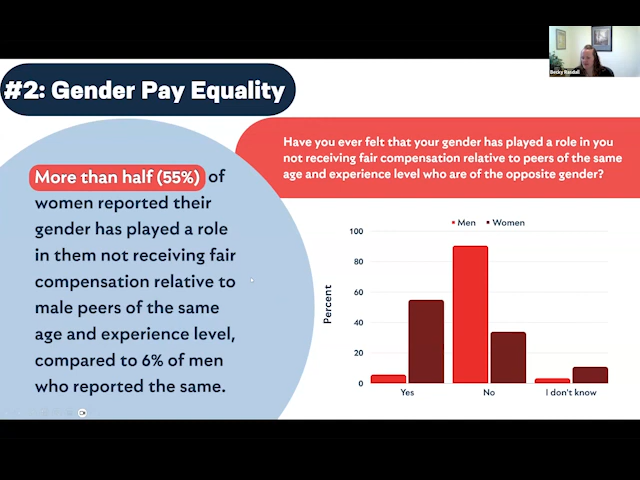 Becky Randall
#2: Gender Pay Equality
Have you ever felt that your gender has played a role in you
not receiving fair compensation relative to peers of the same
age and experience level who are of the opposite gender?
More than half (55%) of
women reported their
gender has played a role
in them not receiving fair
compensation relative to
male peers of the same
age and experience level,
compared to 6% of men
who reported the same.
Men Women
100
80
60
40
20
0
Percent
Yes No I don't know